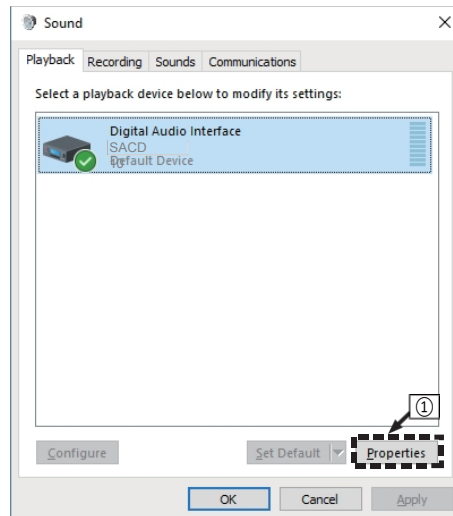 Sound
Playback Recording Sounds Communications
Select a playback device below to modify its settings:
Digital Audio Interface
SACD
10
Default Device
①
Configure Set Default Properties
OK Cancel Apply